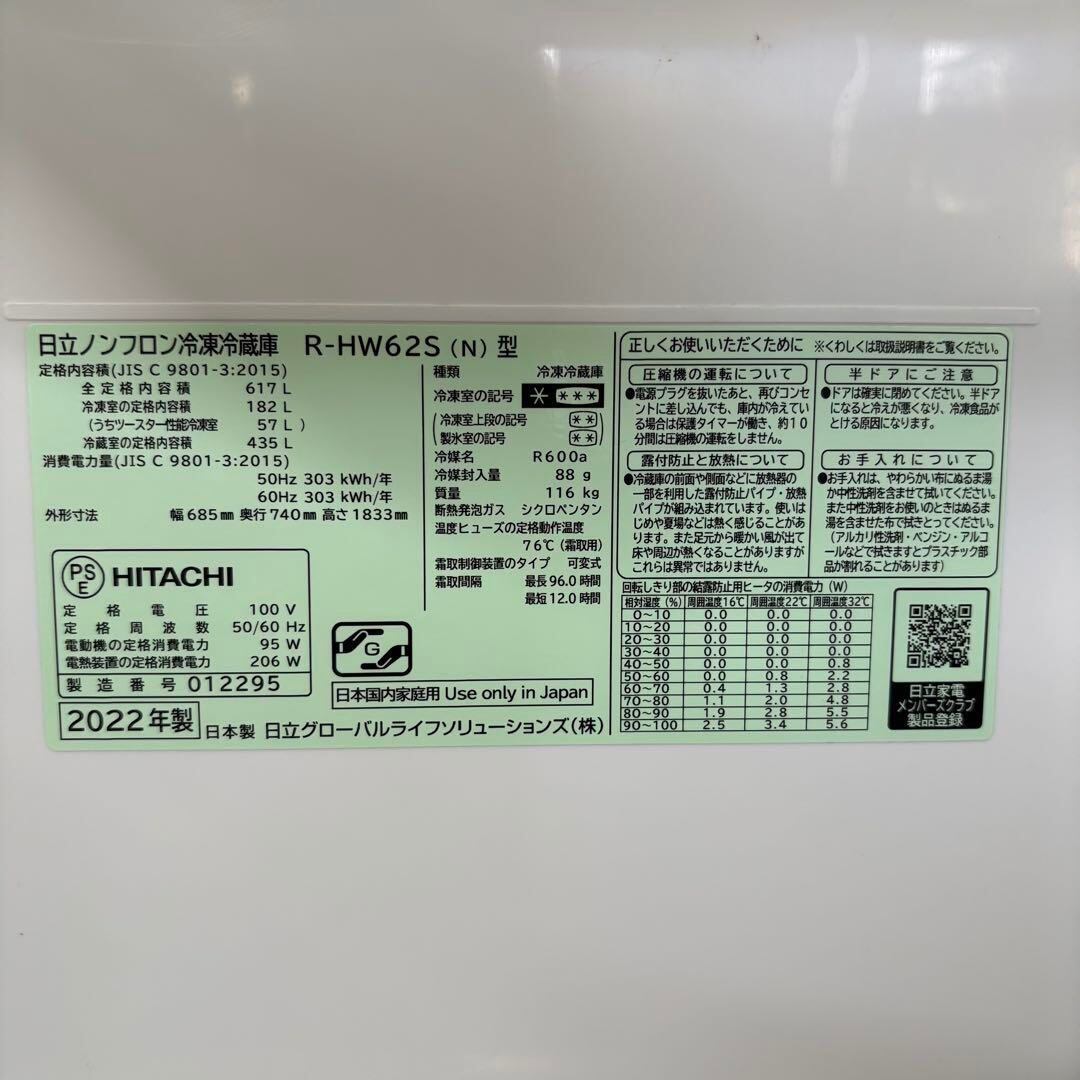 日立ノンフロン冷凍冷蔵庫 R-HW62S (N) 型
定格内容積(JIS C 9801-3:2015)
全定格内容積 617 L
冷凍室の定格内容積 182 L
(うちツースター性能冷凍室 57 L)
冷蔵室の定格内容積 435 L
消費電力量(JIS C 9801-3:2015)
50Hz 303 kWh/年
60Hz 303 kWh/年
外形寸法 幅 685㎜ 奥行 740㎜ 高さ 1833㎜
PS
E
HITACHI
定格電圧 100 V
定格周波数 50/60 Hz
電動機の定格消費電力 95 W
電熱装置の定格消費電力 206 W
製造番号 012295
2022年製
日本製 日立グローバルライフソリューションズ(株)
種類 冷凍冷蔵庫
冷凍室の記号 * ***
(冷凍室上段の記号 **)
(製氷室の記号 **)
冷媒名 R600a
冷媒封入量 88 g
質量 116 kg
断熱発泡ガス シクロペンタン
温度ヒューズの定格動作温度
76℃(霜取用)
霜取制御装置のタイプ 可変式
霜取間隔 最長 96.0 時間
最短 12.0 時間
G
日本国内家庭用 Use only in Japan
正しくお使いいただくために ※くわしくは取扱説明書をご覧ください。
圧縮機の運転について
●電源プラグを抜いたあと、再びコンセ
ントに差し込んでも、庫内が冷えてい
る場合は保護タイマーが働き、約10
分間は圧縮機の運転をしません。
露付防止と放熱について
●冷蔵庫の前面や側面などに放熱器の
一部を利用した露付防止パイプ・放熱
パイプが組み込まれています。使いは
じめや夏場などは熱く感じることがあ
ります。また足元から暖かい風が出て
床や周辺が熱くなることがありますが
これらは異常ではありません。
半ドアにご注意
●ドアは確実に閉めてください。半ドア
になると冷えが悪くなり、冷凍食品が
とける原因になります。
お手入れについて
●お手入れは、やわらかい布にぬるま湯
か中性洗剤を含ませて拭いてください。
また中性洗剤をお使いのときはぬるま
湯を含ませた布で拭きとってください。
(アルカリ性洗剤・ベンジン・アルコ
ールなどで拭きますとプラスチック部
品が割れることがあります)
回転しきり部の結露防止用ヒータの消費電力(W)
相対湿度(%) 周囲温度16℃ 周囲温度22℃ 周囲温度32℃
0~10 0.0 0.0 0.0
10~20 0.0 0.0 0.0
20~30 0.0 0.0 0.0
30~40 0.0 0.0 0.0
40~50 0.0 0.0 0.8
50~60 0.0 0.8 2.2
60~70 0.4 1.3 2.8
70~80 1.1 2.0 4.8
80~90 1.9 2.8 5.5
90~100 2.5 3.4 5.6
日立家電
メンバーズクラブ
製品登録